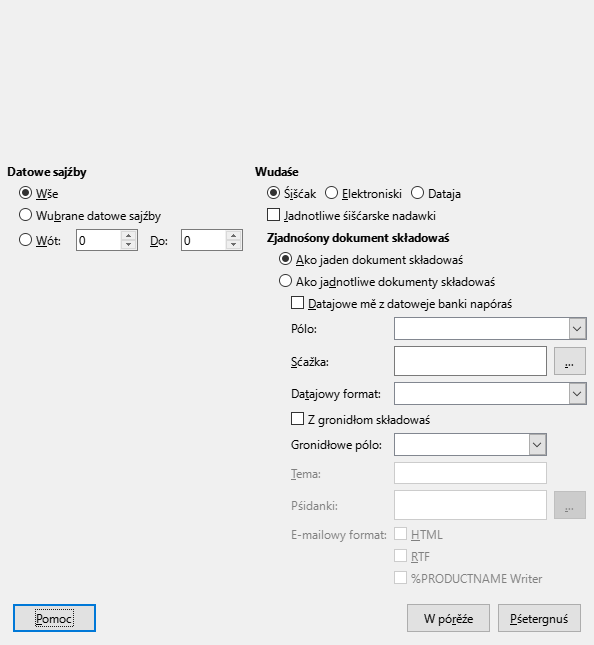 Datowe sajźby
Wše
Wubrane datowe sajźby
Wót: 0 Do: 0
Wudaśe
Śišćak Elektroniski Dataja
Jadnotliwe śišćarske nadawki
Zjadnośony dokument składowaś
Ako jaden dokument składowaś
Ako jadnotliwe dokumenty składowaś
Datajowe mě z datoweje banki napóraś
Pólo:
Sćažka: ...
Datajowy format:
Z gronidłom składowaś
Gronidłowe pólo:
Tema:
Pśidanki: ...
E-mailowy format: HTML
RTF
%PRODUCTNAME Writer
Pomoc W pórěźe Pśetergnuś